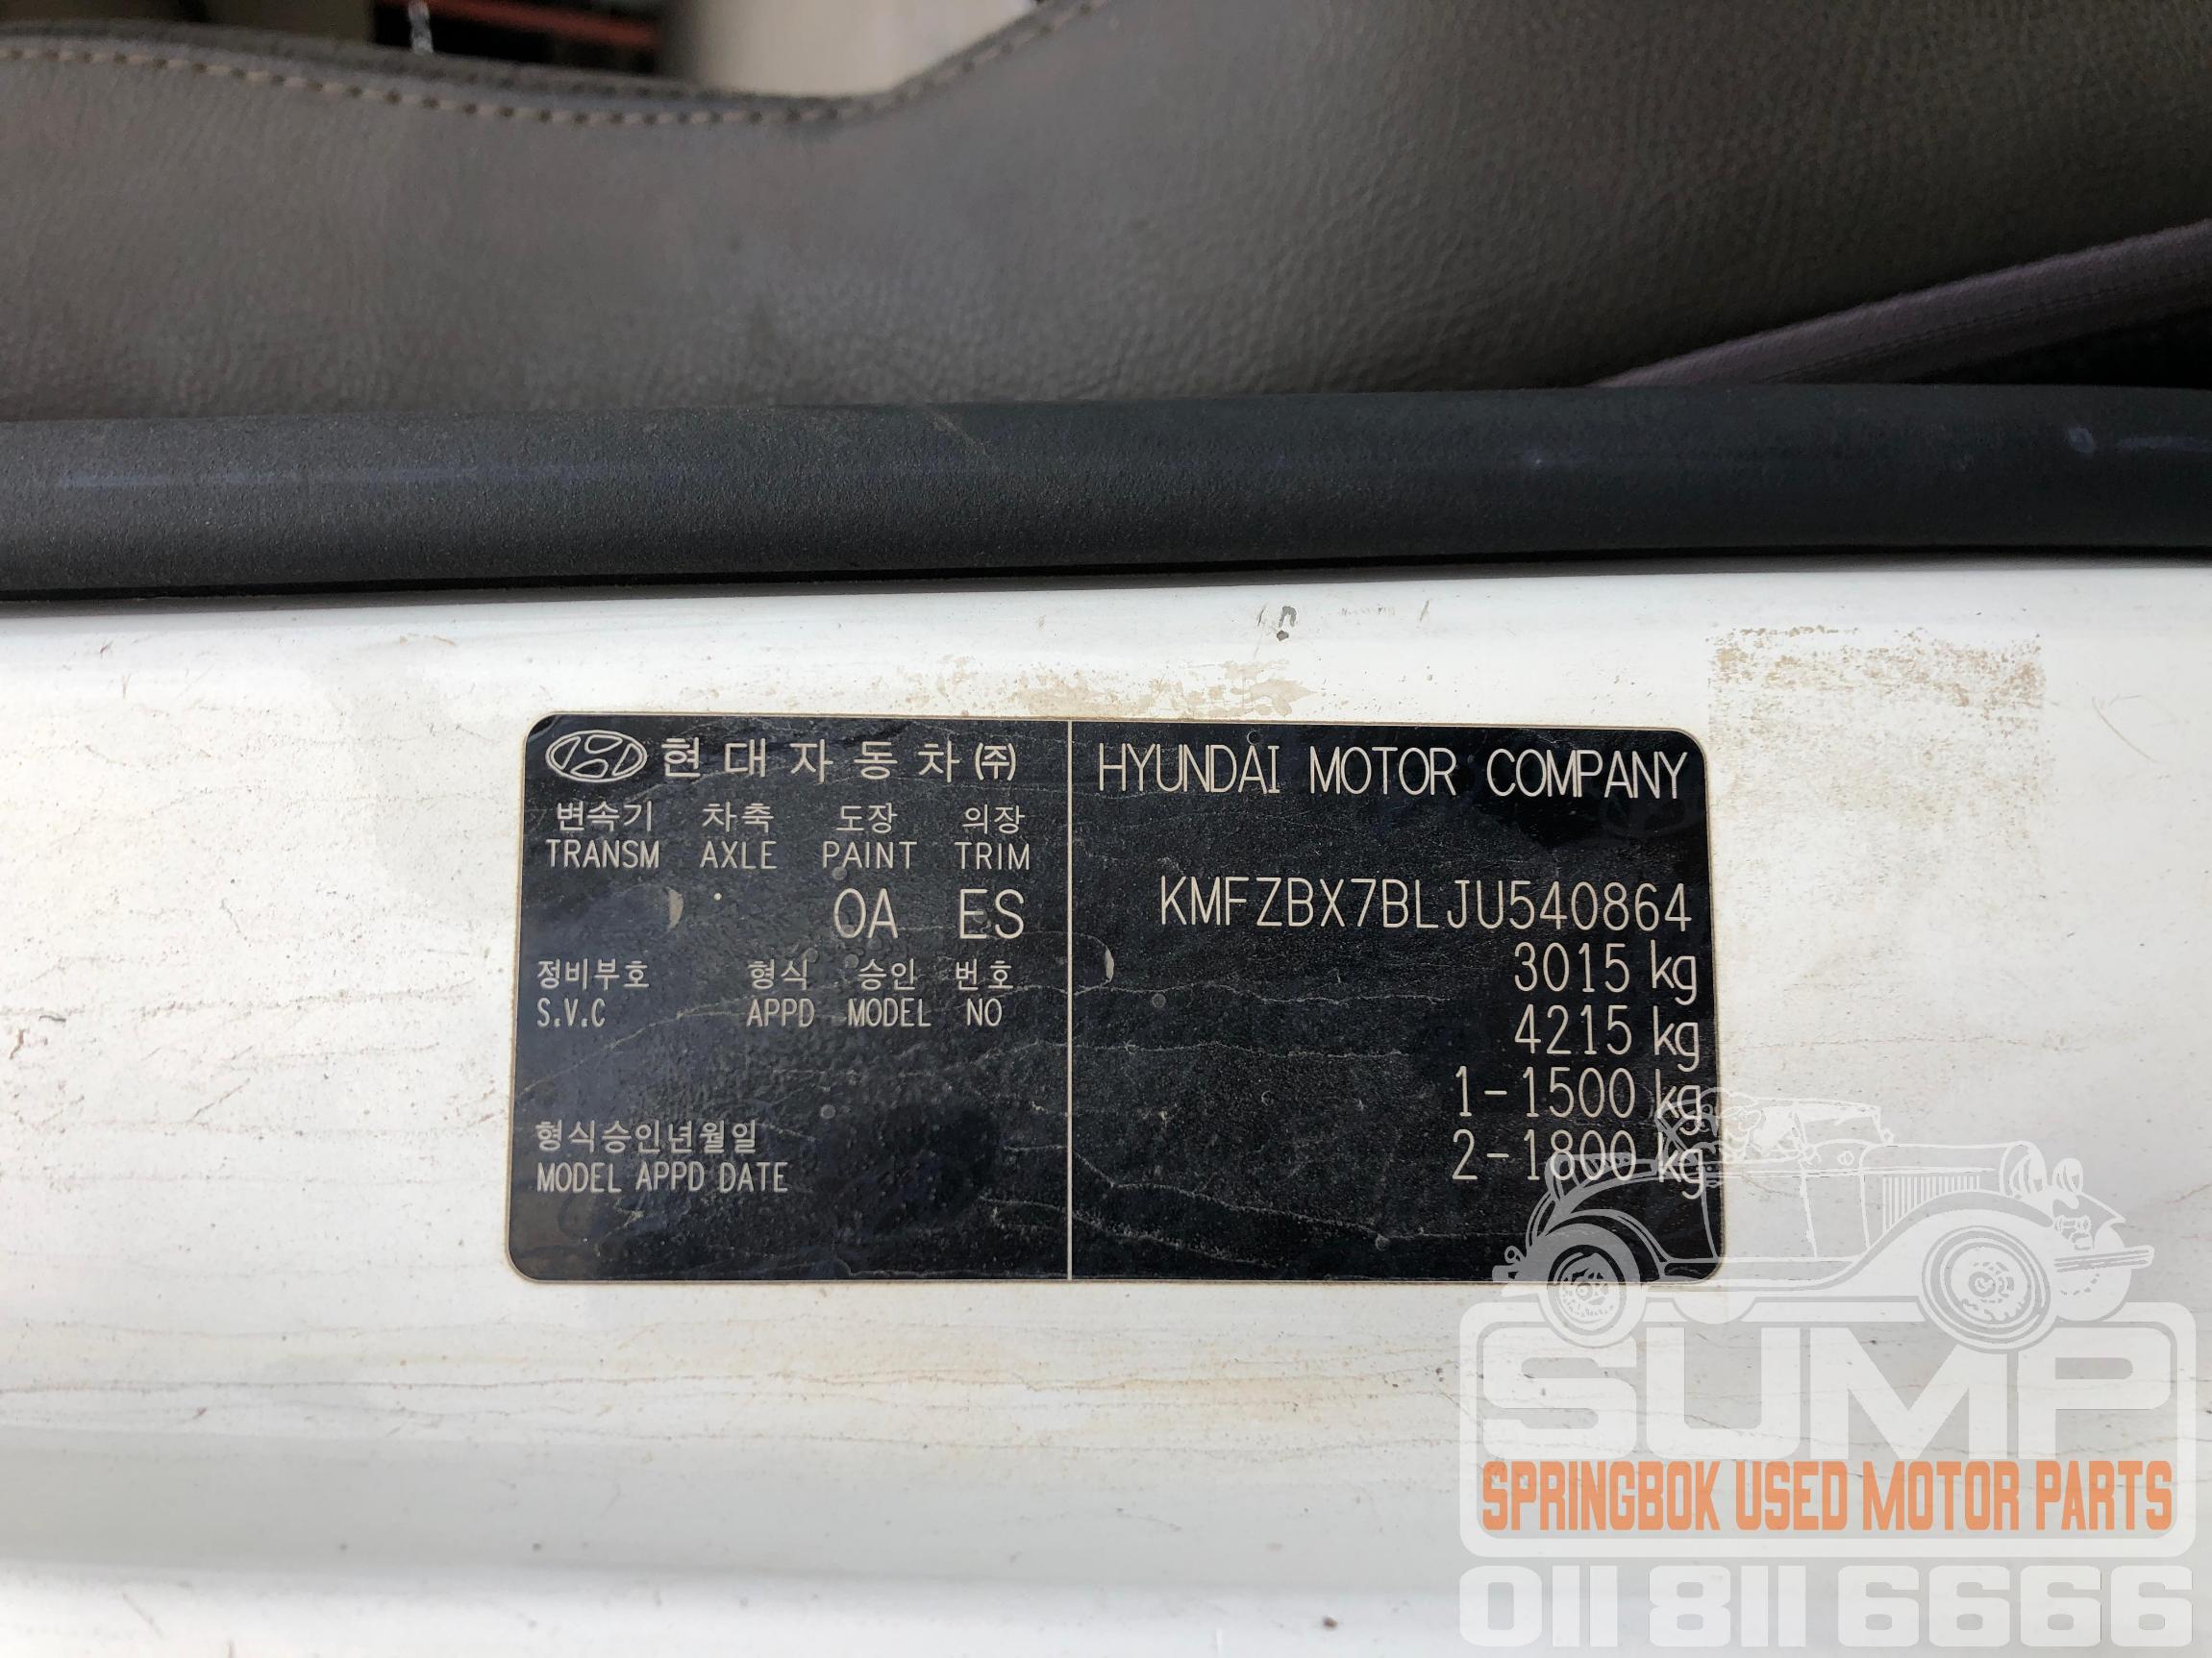 현대자동차㈜
변속기 차축 도장 의장
TRANSM AXLE PAINT TRIM
OA ES
정비부호 형식 승인 번호
S.V.C APPD MODEL NO
형식승인년월일
MODEL APPD DATE
HYUNDAI MOTOR COMPANY
KMFZBX7BLJU540864
3015 kg
4215 kg
1-1500 kg
2-1800 kg
SUMP
SPRINGBOK USED MOTOR PARTS
011 811 6666